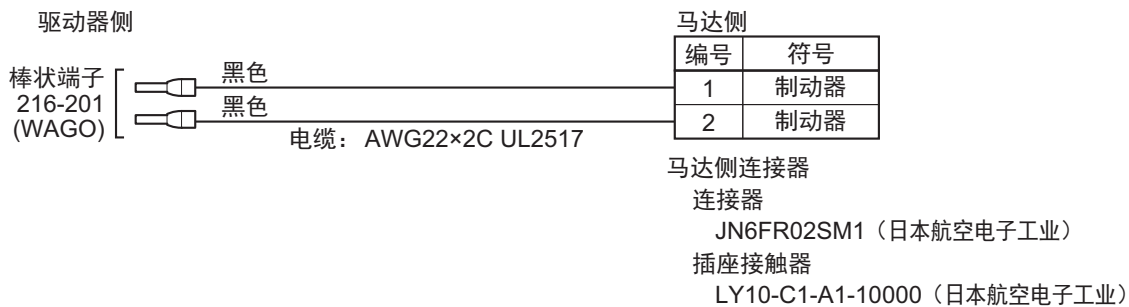 驱动器侧
马达侧
编号 符号
棒状端子
216-201
(WAGO)
黑色
1 制动器
黑色
2 制动器
电缆：AWG22×2C UL2517
马达侧连接器
连接器
JN6FR02SM1（日本航空电子工业）
插座接触器
LY10-C1-A1-10000（日本航空电子工业）